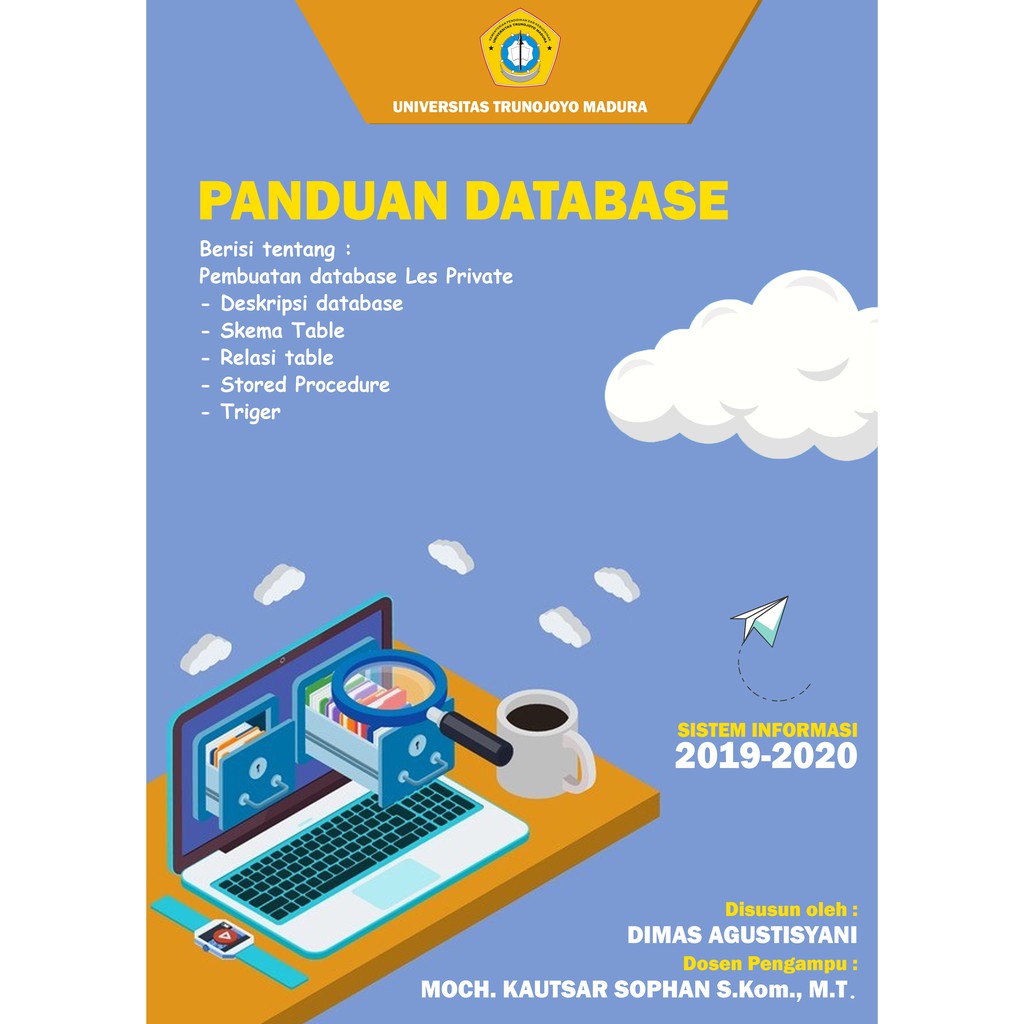 UNIVERSITAS TRUNOJOYO MADURA
PANDUAN DATABASE
Berisi tentang :
Pembuatan database Les Private
- Deskripsi database
- Skema Table
- Relasi table
- Stored Procedure
- Triger
SISTEM INFORMASI
2019-2020
Disusun oleh :
DIMAS AGUSTISYANI
Dosen Pengampu :
MOCH. KAUTSAR SOPHAN S.Kom., M.T.